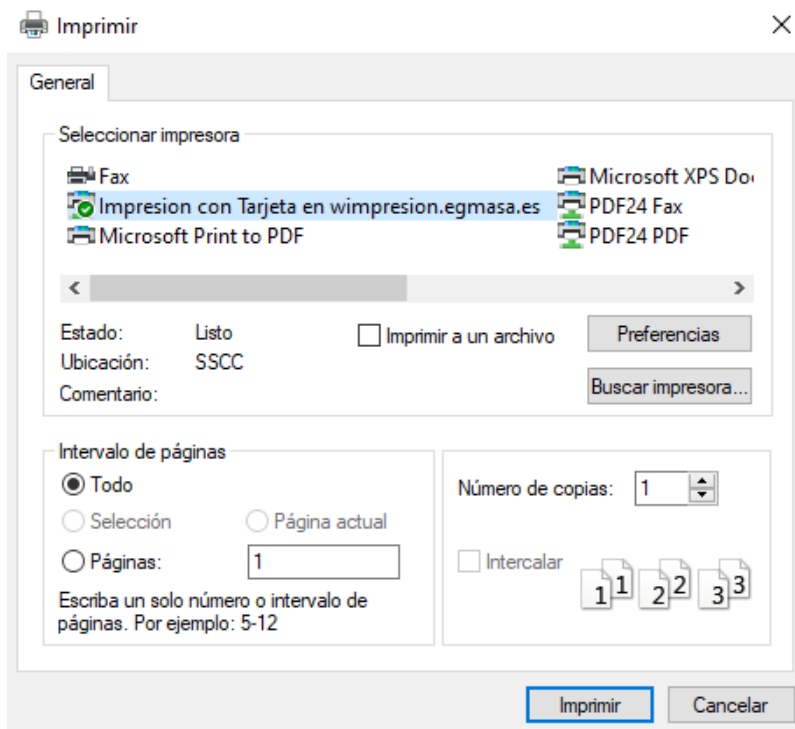 Imprimir
General
Seleccionar impresora
Fax
Impresion con Tarjeta en wimpresion.egmasa.es
Microsoft Print to PDF
Microsoft XPS Do
PDF24 Fax
PDF24 PDF
Estado: Listo
Ubicación: SSCC
Comentario:
Imprimir a un archivo
Preferencias
Buscar impresora...
Intervalo de páginas
Todo
Selección
Página actual
Páginas: 1
Escriba un solo número o intervalo de
páginas. Por ejemplo: 5-12
Número de copias: 1
Intercalar
1 1 2 2 3 3
Imprimir
Cancelar